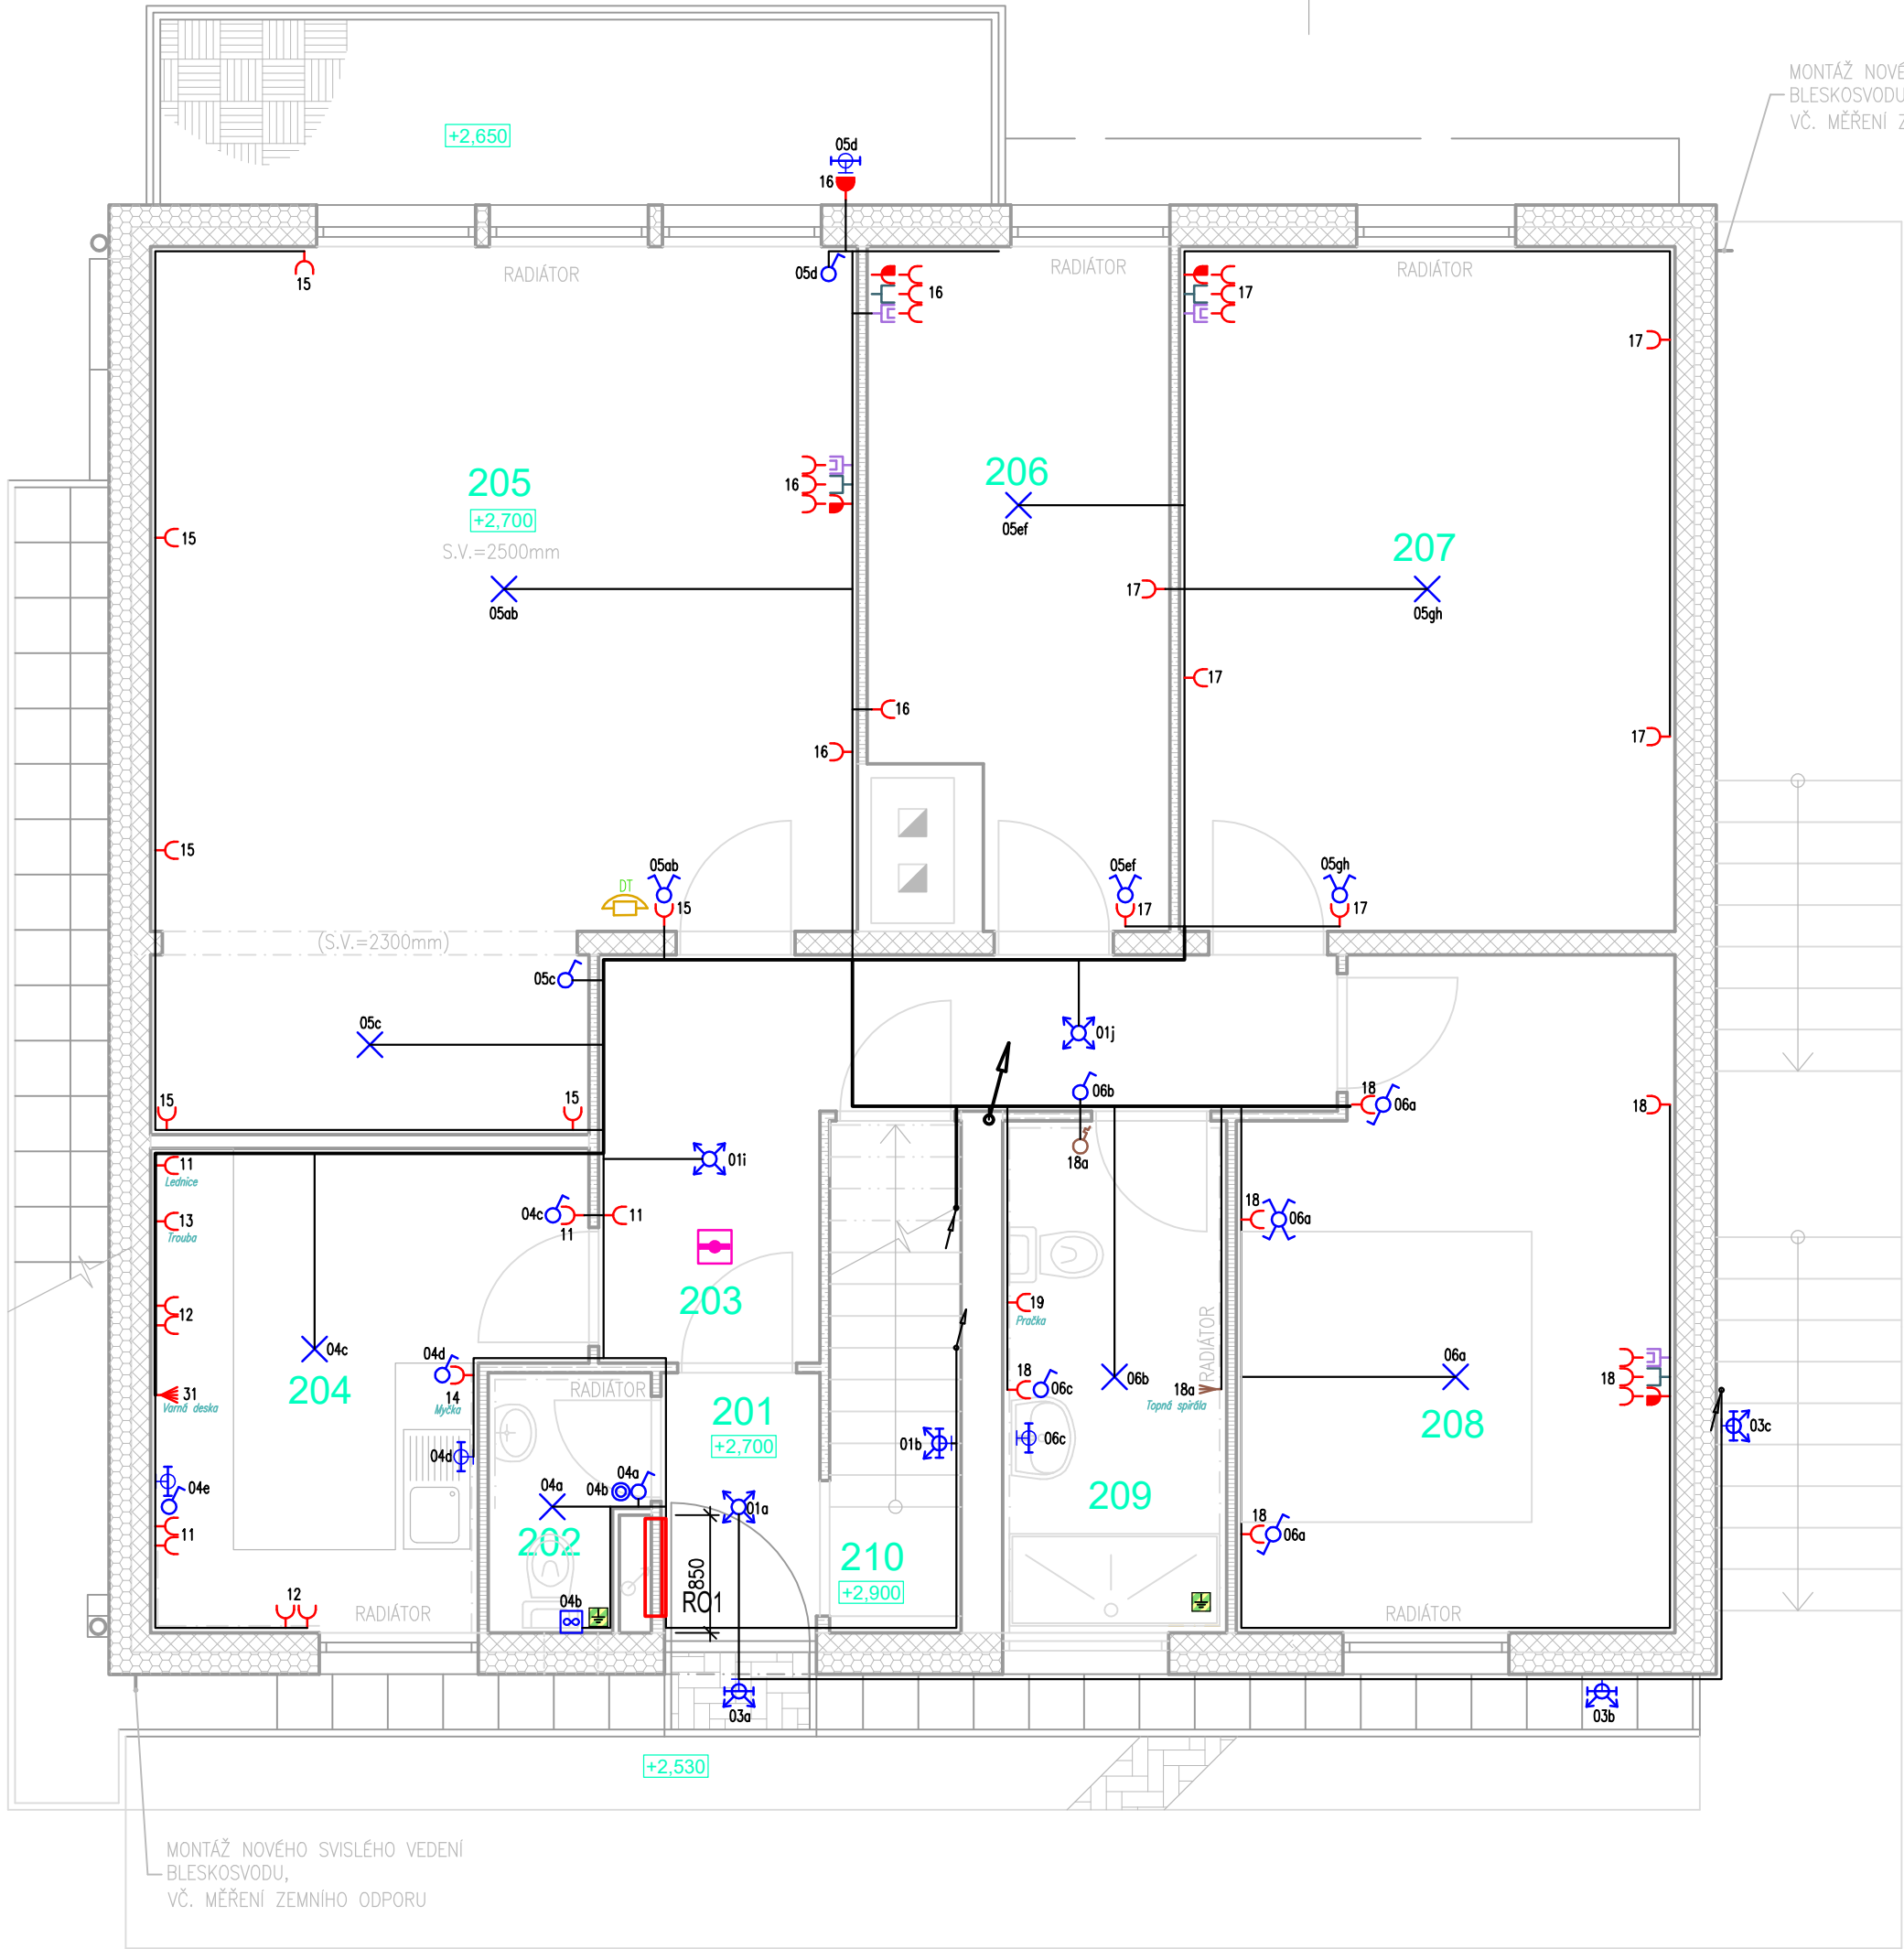 MONTÁŽ NOVÉ
BLESKOSVODU
VČ. MĚŘENÍ Z
+2,650
05d
16
05d
RADIÁTOR
RADIÁTOR
RADIÁTOR
15
16
17
17
205
+2,700
S.V.=2500mm
16
206
05ef
207
15
05ab
17
05gh
17
16
16
17
15
05ab
15
DT
05ef
17
05gh
17
(S.V.=2300mm)
05c
05c
01j
06b
18
06a
18
15
15
18a
01i
11
Lednice
13
Trouba
04c
11
11
18
06a
12
203
19
Pračka
RADIÁTOR
04c
04d
14
Myčka
204
31
Varná deska
RADIÁTOR
18
06c
06b
18a
Topná spirála
06a
18
201
+2,700
01b
06c
208
03c
04d
04e
04a
04b
04a
01a
209
11
202
850
RO1
210
+2,900
18
06a
12
RADIÁTOR
04b
RADIÁTOR
03a
03b
+2,530
MONTÁŽ NOVÉHO SVISLÉHO VEDENÍ
BLESKOSVODU,
VČ. MĚŘENÍ ZEMNÍHO ODPORU